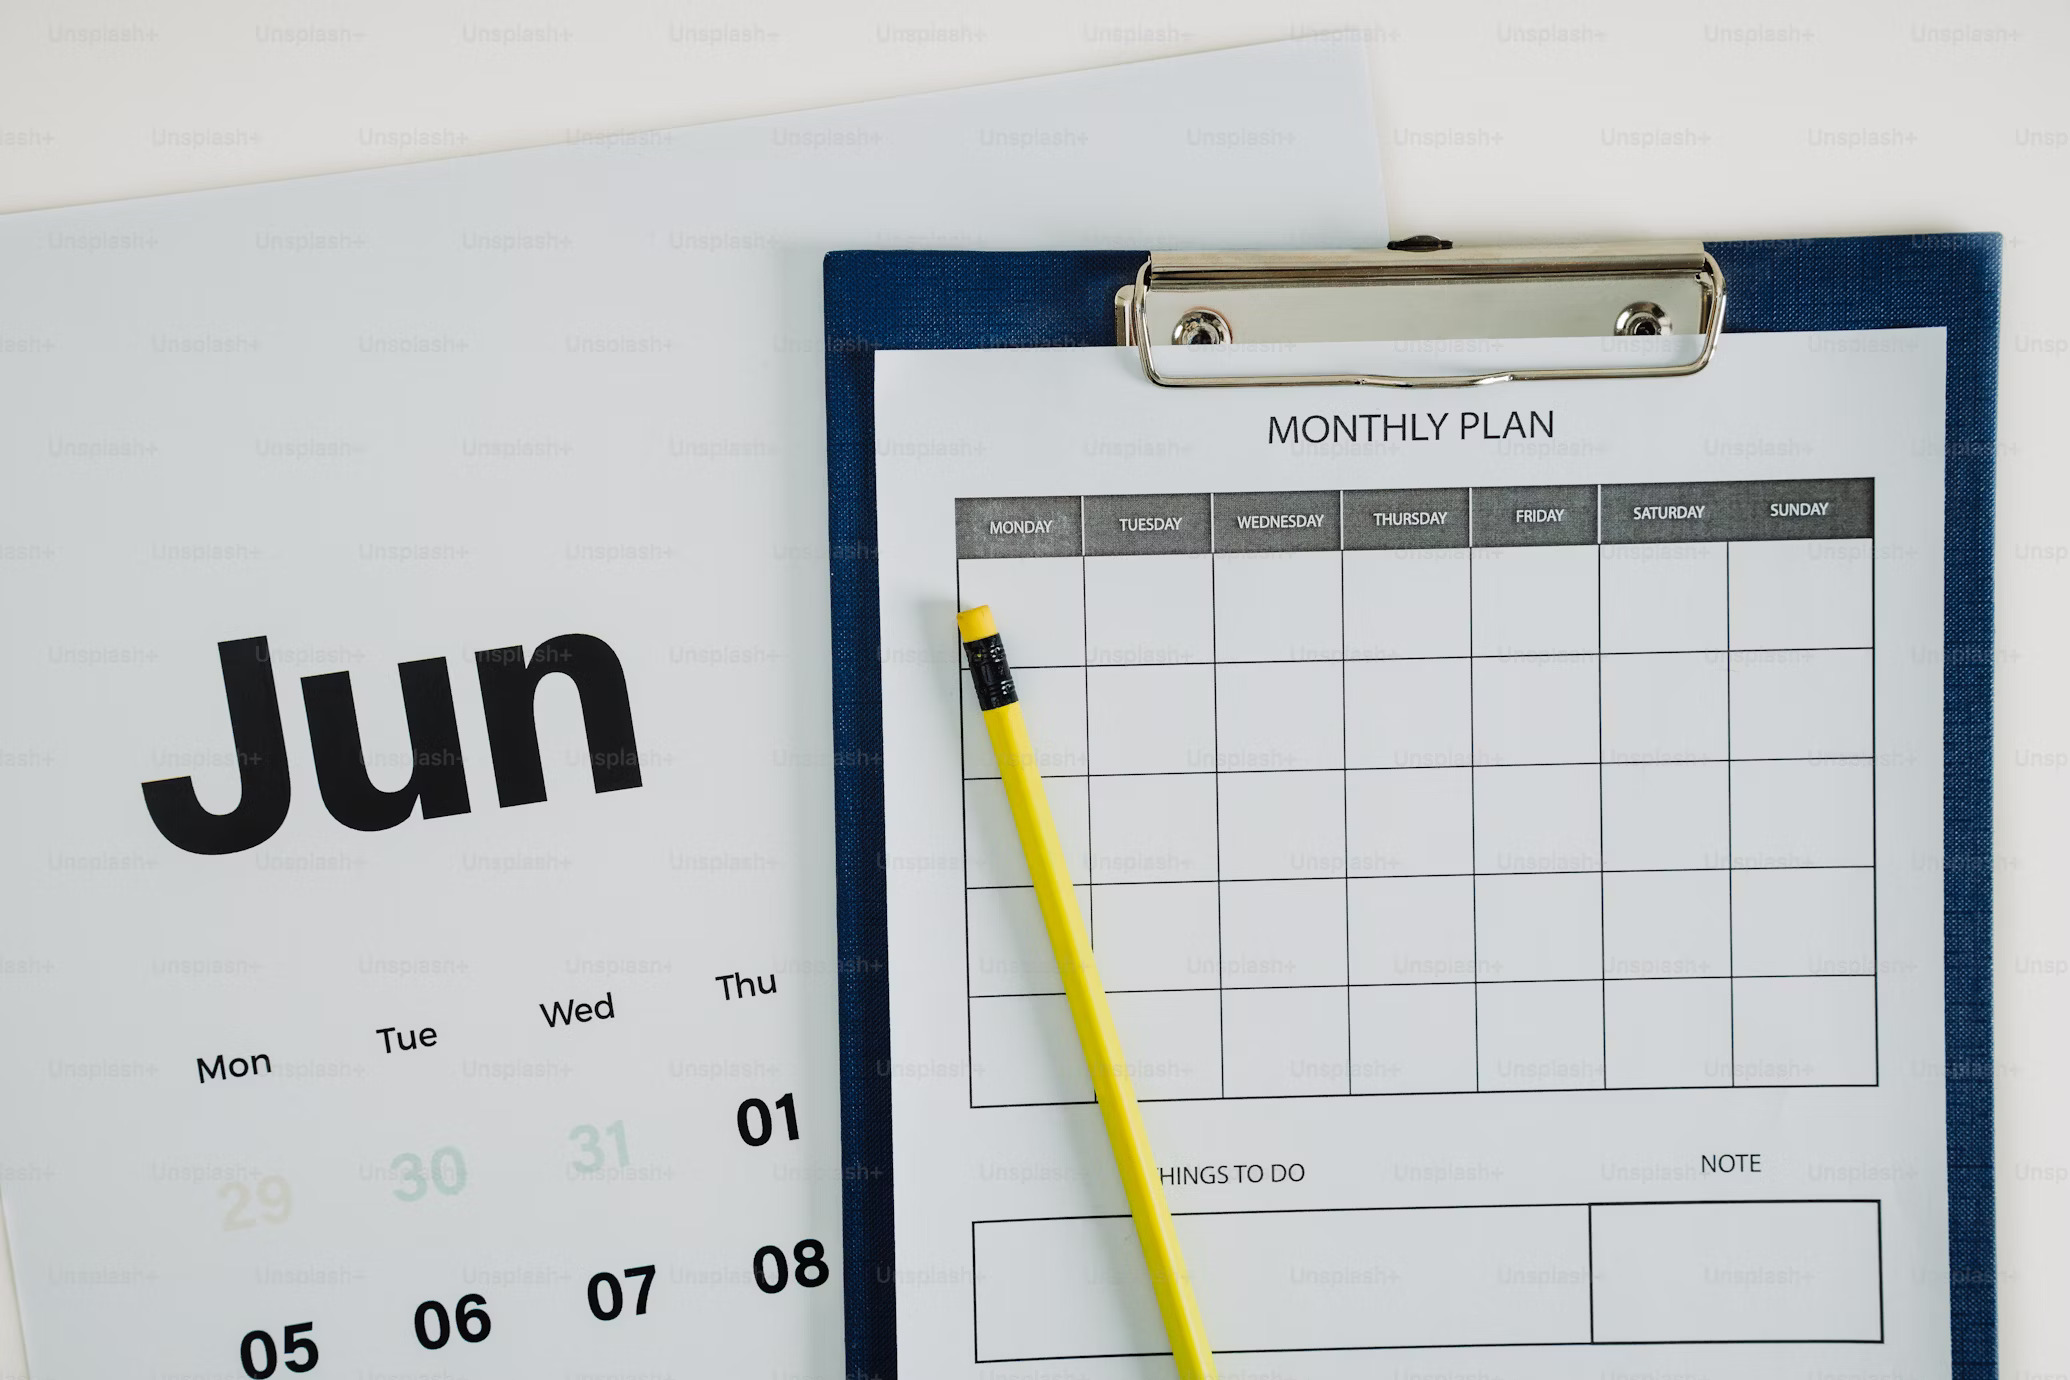 Jun
Mon Tue Wed Thu
29 30 31 01
05 06 07 08
MONTHLY PLAN
MONDAY TUESDAY WEDNESDAY THURSDAY FRIDAY SATURDAY SUNDAY
HINGS TO DO NOTE
Unsplash+